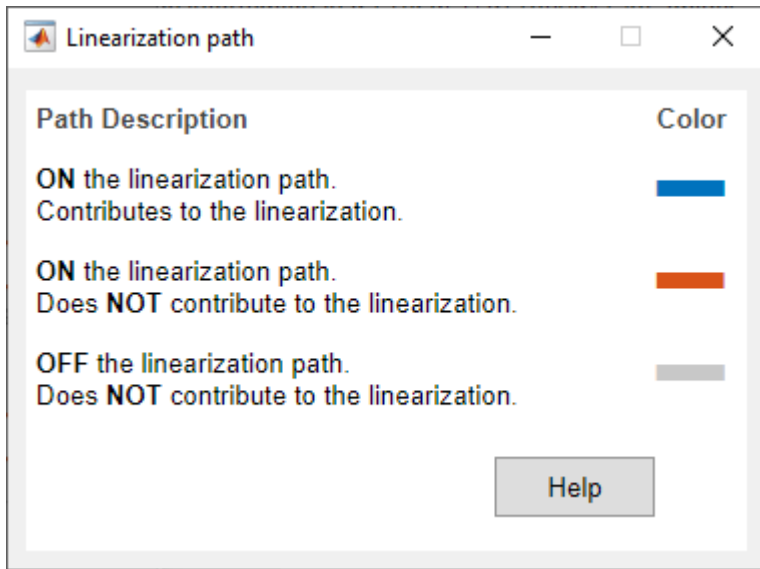 Linearization path
Path Description Color
ON the linearization path.
Contributes to the linearization.
ON the linearization path.
Does NOT contribute to the linearization.
OFF the linearization path.
Does NOT contribute to the linearization.
Help